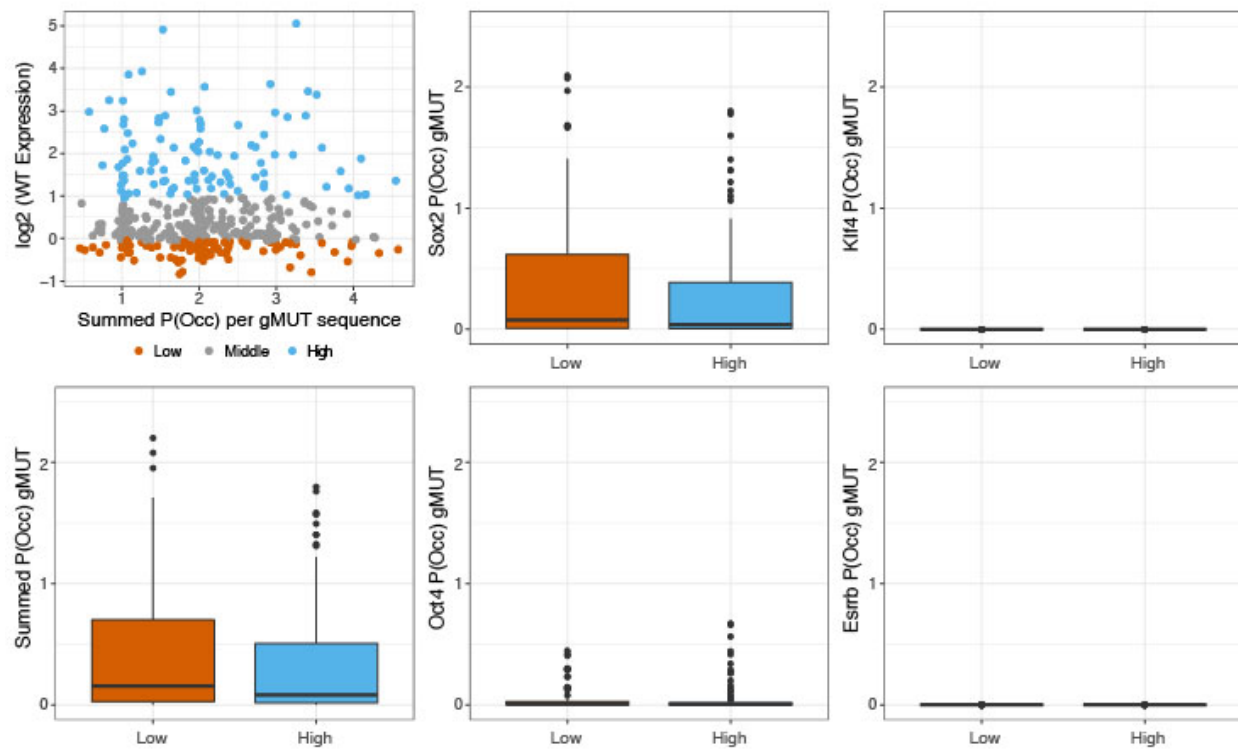 log2 (WT Expression)
5
4
3
2
1
0
−1
1 2 3 4
Summed P(Occ) per gMUT sequence
Low Middle High
Sox2 P(Occ) gMUT
2
1
0
Low High
Klf4 P(Occ) gMUT
2
1
0
Low High
Summed P(Occ) gMUT
2
1
0
Low High
Oct4 P(Occ) gMUT
2
1
0
Low High
Esrrb P(Occ) gMUT
2
1
0
Low High